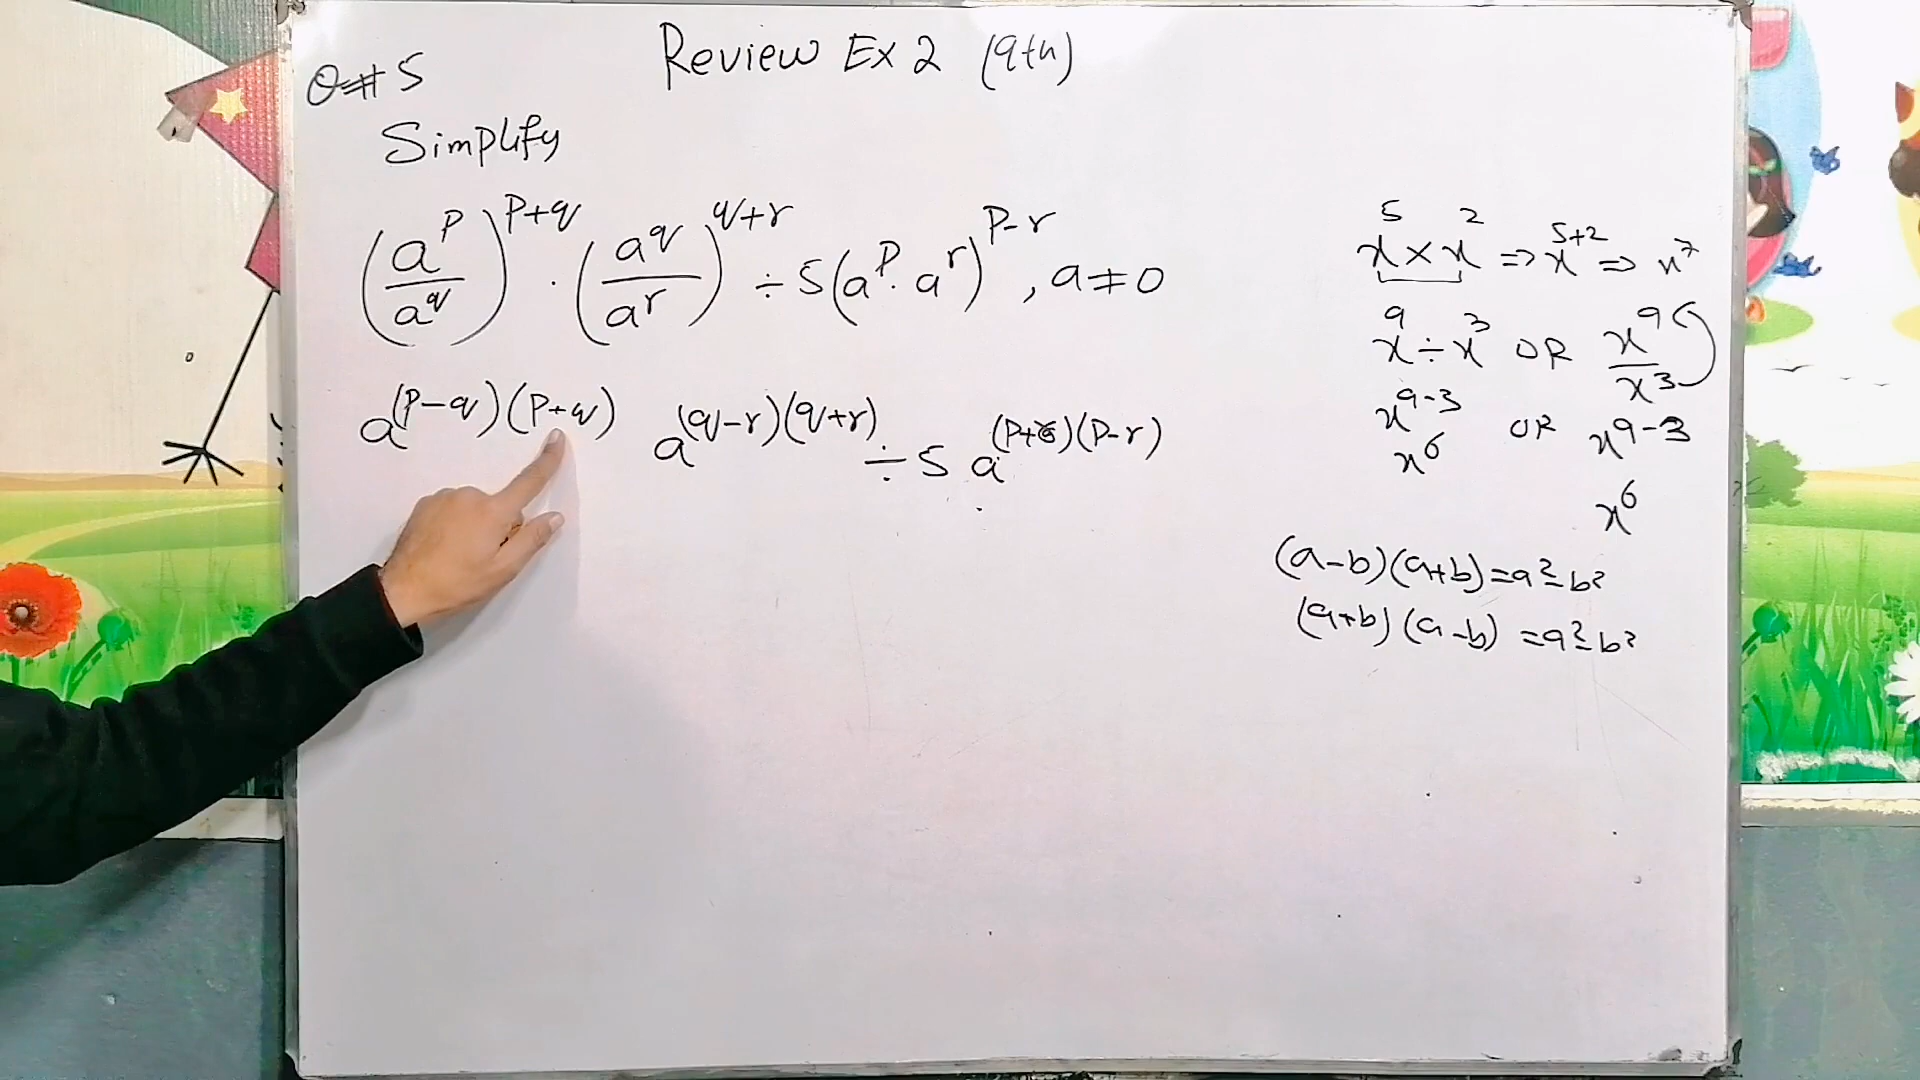 Review Ex 2 (9th)
Q#5
Simplify
(a^p/a^q)^(p+q) · (a^q/a^r)^(q+r) ÷ 5(a^p · a^r)^(p-r), a≠0
a^(p-q)(p+q) a^(q-r)(q+r) ÷ 5 a^(p+r)(p-r)
x^5 × x^2 ⇒ x^(5+2) ⇒ x^7
x^9 ÷ x^3 OR x^9/x^3
x^(9-3) OR x^(9-3)
x^6
x^6
(a-b)(a+b)=a²-b²
(a+b)(a-b)=a²-b²